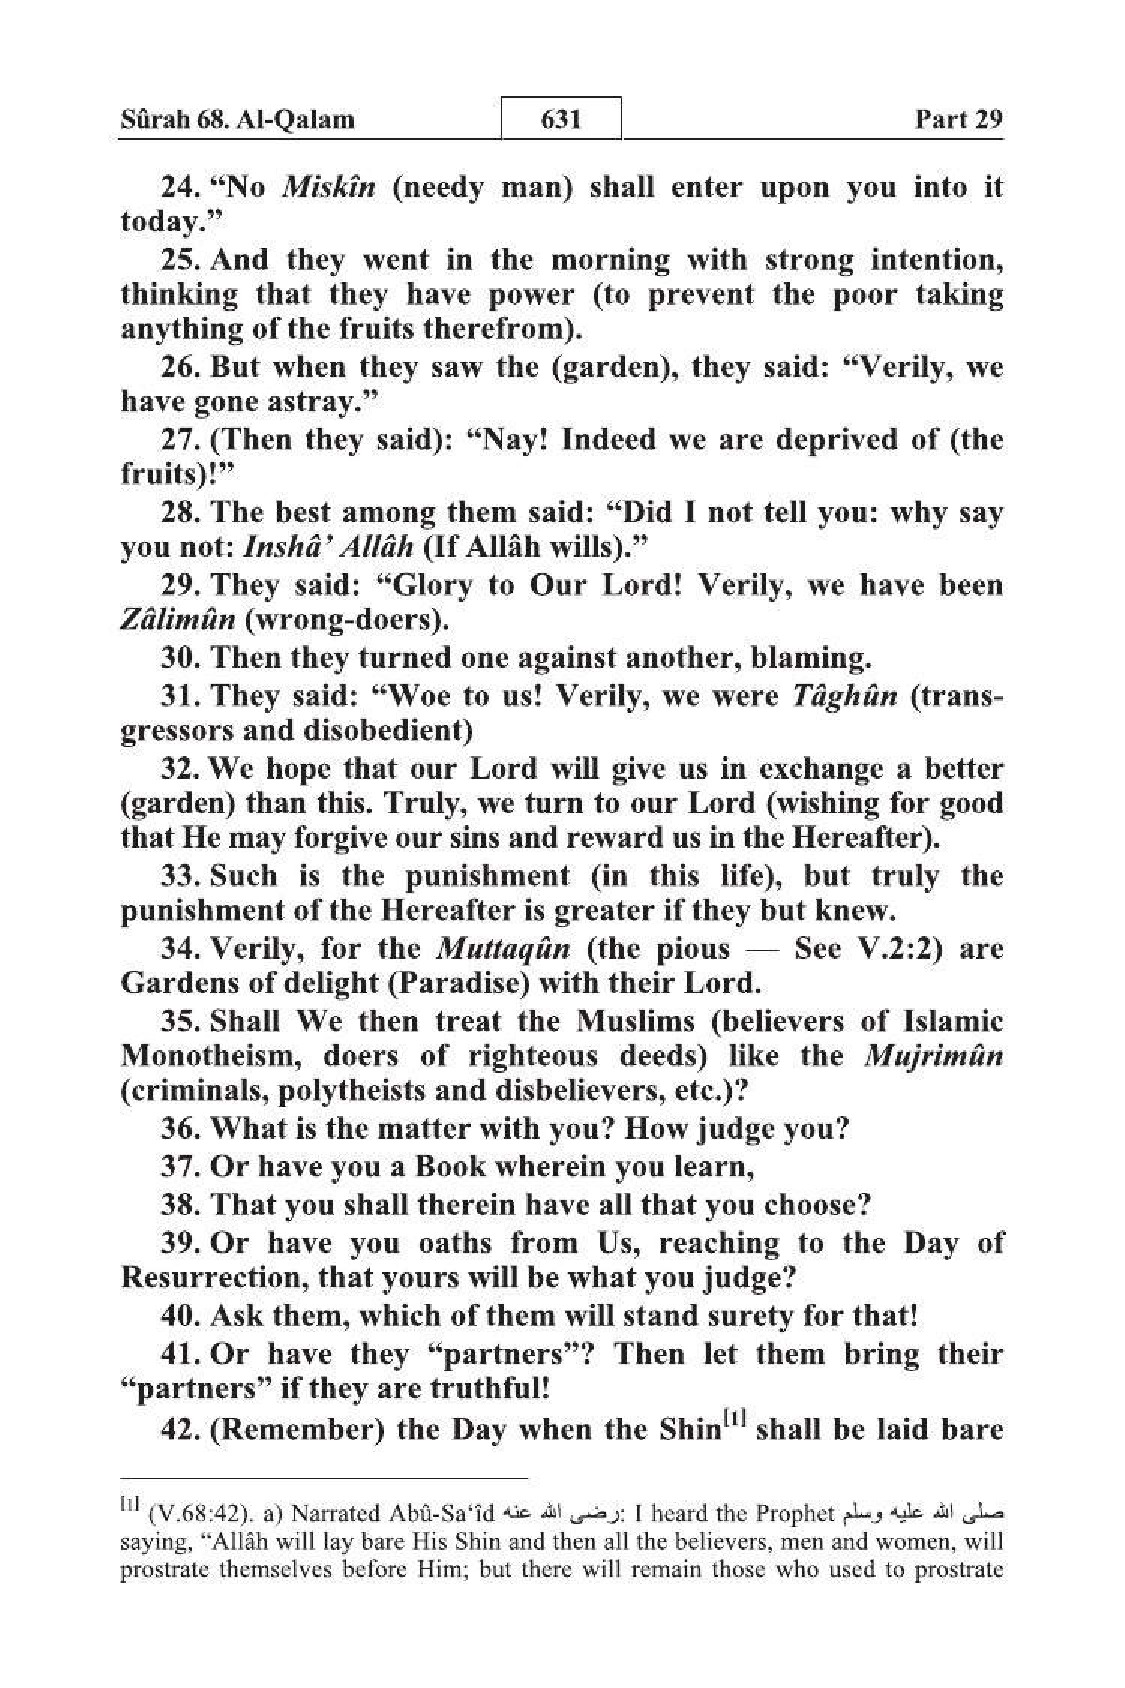 Sûrah 68. Al-Qalam 631 Part 29
24. “No Miskîn (needy man) shall enter upon you into it
today.”
25. And they went in the morning with strong intention,
thinking that they have power (to prevent the poor taking
anything of the fruits therefrom).
26. But when they saw the (garden), they said: “Verily, we
have gone astray.”
27. (Then they said): “Nay! Indeed we are deprived of (the
fruits)!”
28. The best among them said: “Did I not tell you: why say
you not: Inshâ’ Allâh (If Allâh wills).”
29. They said: “Glory to Our Lord! Verily, we have been
Zâlimûn (wrong-doers).
30. Then they turned one against another, blaming.
31. They said: “Woe to us! Verily, we were Tâghûn (trans-
gressors and disobedient)
32. We hope that our Lord will give us in exchange a better
(garden) than this. Truly, we turn to our Lord (wishing for good
that He may forgive our sins and reward us in the Hereafter).
33. Such is the punishment (in this life), but truly the
punishment of the Hereafter is greater if they but knew.
34. Verily, for the Muttaqûn (the pious — See V.2:2) are
Gardens of delight (Paradise) with their Lord.
35. Shall We then treat the Muslims (believers of Islamic
Monotheism, doers of righteous deeds) like the Mujrimûn
(criminals, polytheists and disbelievers, etc.)?
36. What is the matter with you? How judge you?
37. Or have you a Book wherein you learn,
38. That you shall therein have all that you choose?
39. Or have you oaths from Us, reaching to the Day of
Resurrection, that yours will be what you judge?
40. Ask them, which of them will stand surety for that!
41. Or have they “partners”? Then let them bring their
“partners” if they are truthful!
42. (Remember) the Day when the Shin[1] shall be laid bare
[1] (V.68:42). a) Narrated Abû-Sa‘îd رضى الله عنه: I heard the Prophet صلى الله عليه وسلم
saying, “Allâh will lay bare His Shin and then all the believers, men and women, will
prostrate themselves before Him; but there will remain those who used to prostrate